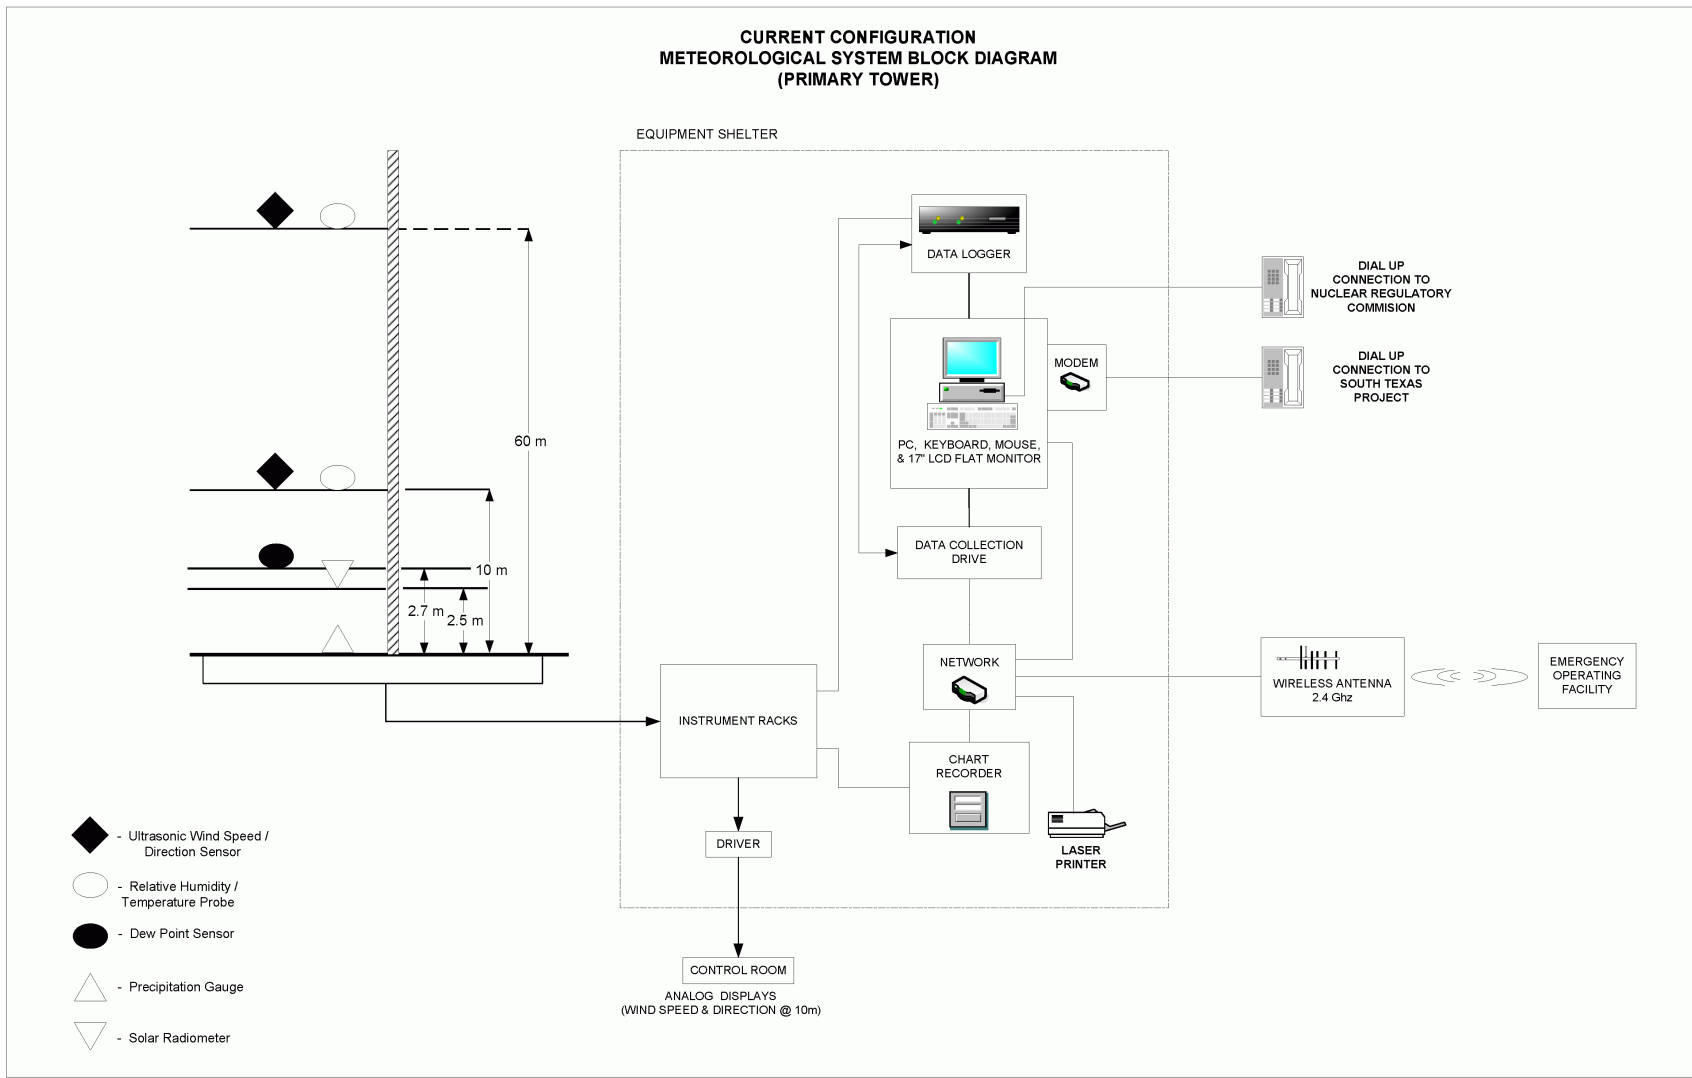 CURRENT CONFIGURATION
METEOROLOGICAL SYSTEM BLOCK DIAGRAM
(PRIMARY TOWER)
EQUIPMENT SHELTER
DATA LOGGER
DIAL UP
CONNECTION TO
NUCLEAR REGULATORY
COMMISION
MODEM
DIAL UP
CONNECTION TO
SOUTH TEXAS
PROJECT
PC, KEYBOARD, MOUSE,
& 17" LCD FLAT MONITOR
60 m
10 m
2.7 m
2.5 m
DATA COLLECTION
DRIVE
NETWORK
WIRELESS ANTENNA
2.4 Ghz
EMERGENCY
OPERATING
FACILITY
INSTRUMENT RACKS
CHART
RECORDER
LASER
PRINTER
DRIVER
CONTROL ROOM
ANALOG DISPLAYS
(WIND SPEED & DIRECTION @ 10m)
- Ultrasonic Wind Speed /
Direction Sensor
- Relative Humidity /
Temperature Probe
- Dew Point Sensor
- Precipitation Gauge
- Solar Radiometer